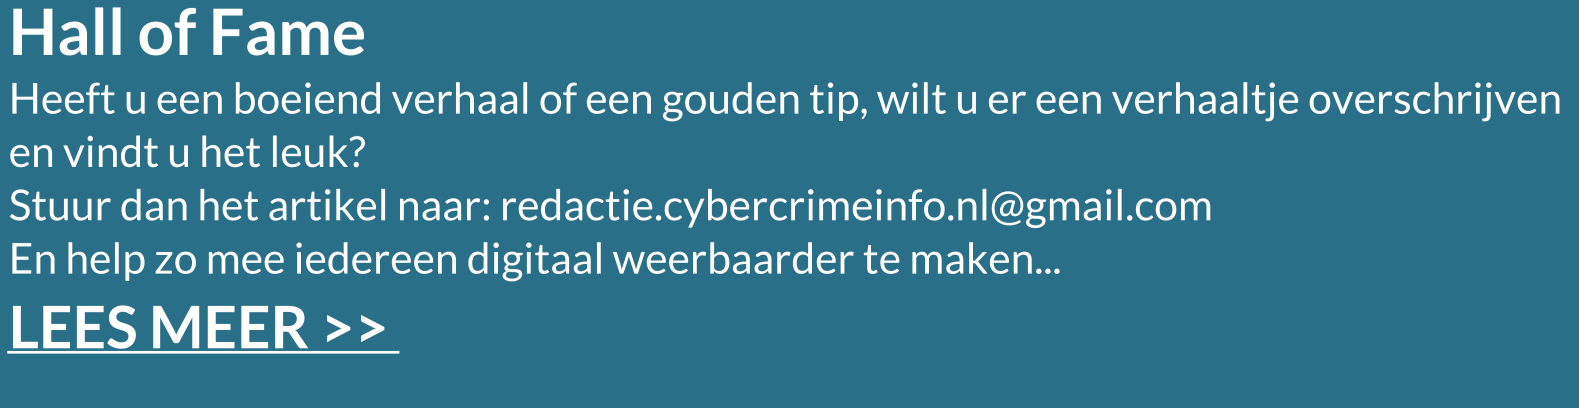 Hall of Fame
Heeft u een boeiend verhaal of een gouden tip, wilt u er een verhaaltje overschrijven
en vindt u het leuk?
Stuur dan het artikel naar: redactie.cybercrimeinfo.nl@gmail.com
En help zo mee iedereen digitaal weerbaarder te maken...
LEES MEER >>